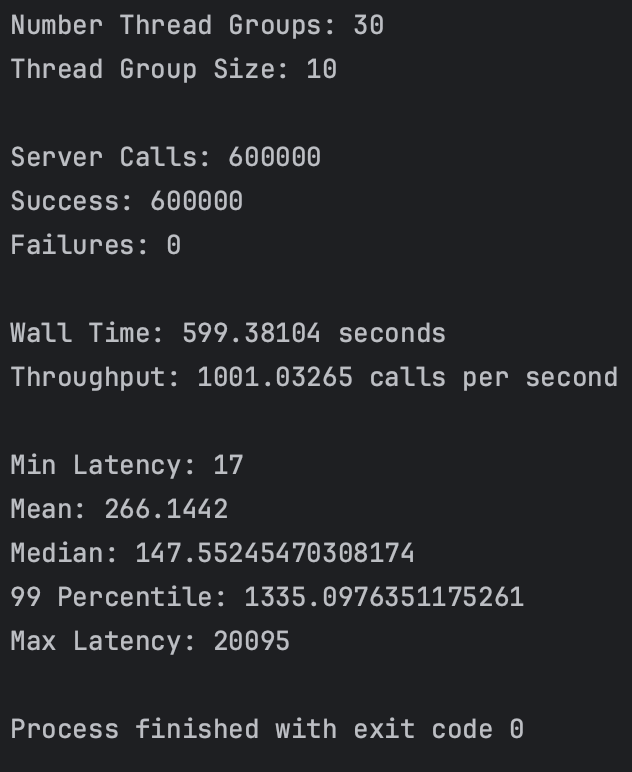 Number Thread Groups: 30
Thread Group Size: 10
Server Calls: 600000
Success: 600000
Failures: 0
Wall Time: 599.38104 seconds
Throughput: 1001.03265 calls per second
Min Latency: 17
Mean: 266.1442
Median: 147.55245470308174
99 Percentile: 1335.0976351175261
Max Latency: 20095
Process finished with exit code 0